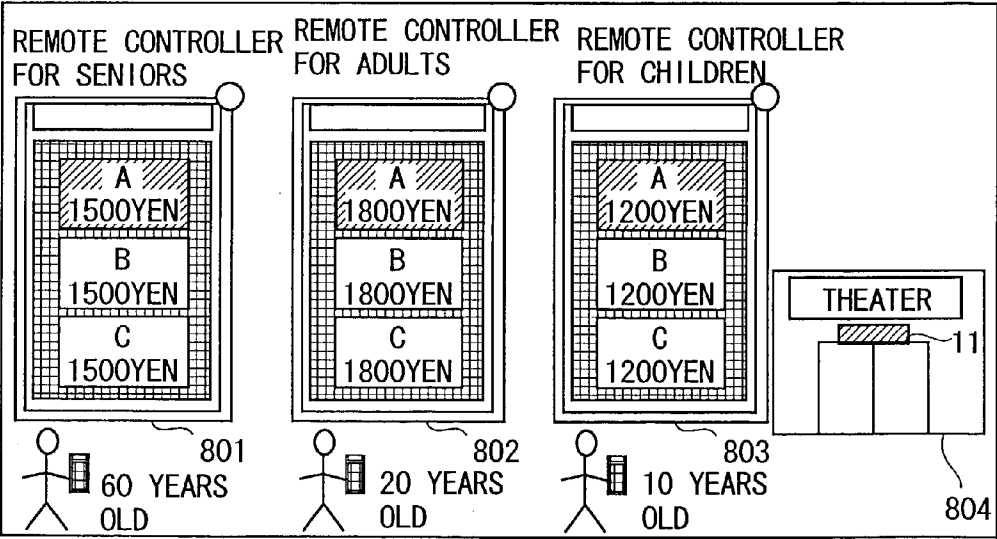 REMOTE CONTROLLER
FOR SENIORS
REMOTE CONTROLLER
FOR ADULTS
REMOTE CONTROLLER
FOR CHILDREN
A
1500YEN
B
1500YEN
C
1500YEN
A
1800YEN
B
1800YEN
C
1800YEN
A
1200YEN
B
1200YEN
C
1200YEN
THEATER
11
801
802
803
804
60 YEARS
OLD
20 YEARS
OLD
10 YEARS
OLD